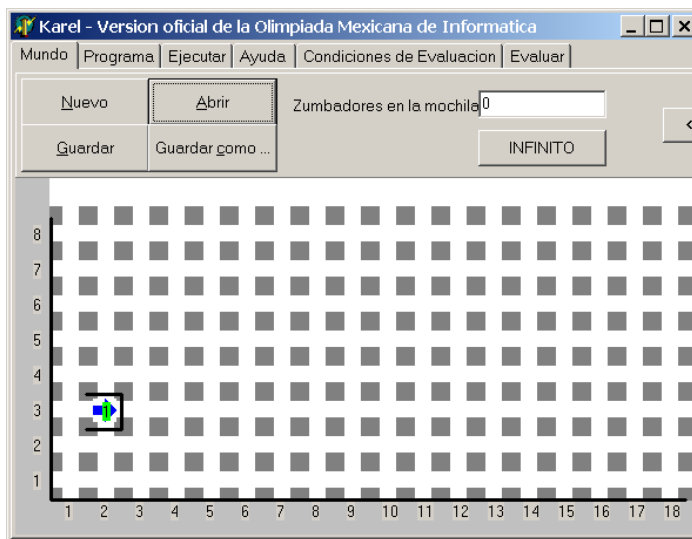 Karel - Version oficial de la Olimpiada Mexicana de Informatica
Mundo Programa Ejecutar Ayuda Condiciones de Evaluacion Evaluar
Nuevo Abrir Zumbadores en la mochila 0
<
Guardar Guardar como ... INFINITO
8
7
6
5
4
3 1
2
1
1 2 3 4 5 6 7 8 9 10 11 12 13 14 15 16 17 18